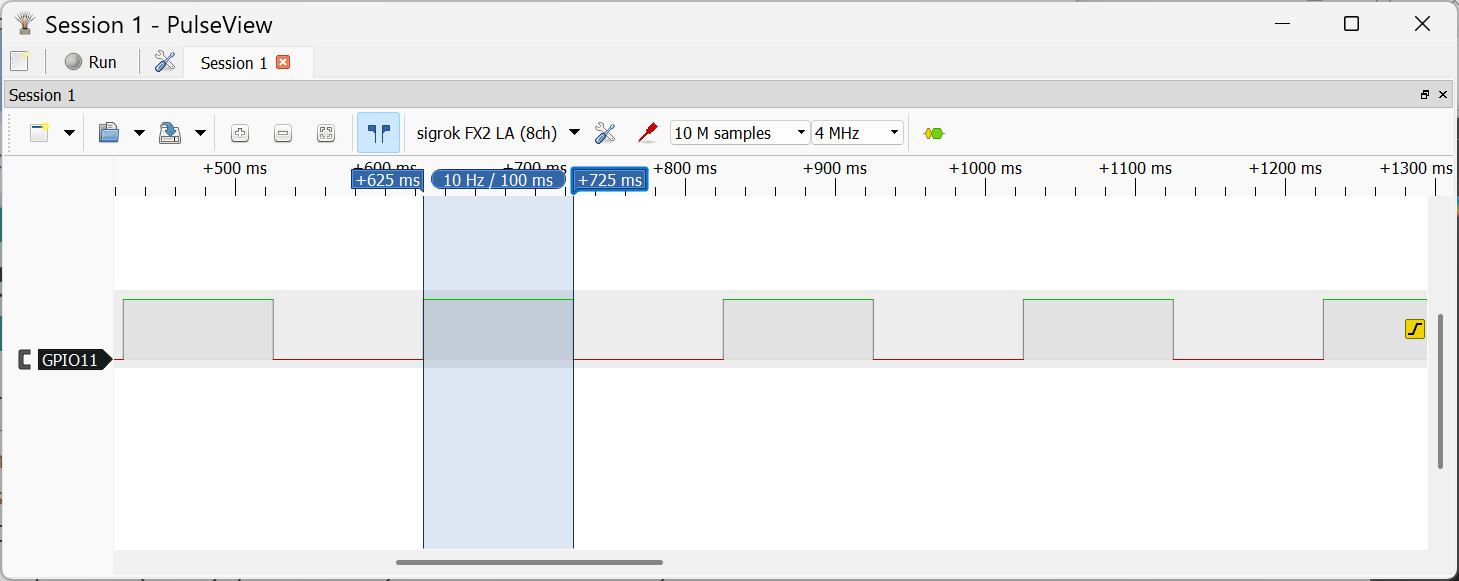 Session 1 - PulseView
Run
Session 1
Session 1
sigrok FX2 LA (8ch)
10 M samples
4 MHz
+500 ms +600 ms +700 ms +800 ms +900 ms +1000 ms +1100 ms +1200 ms +1300 ms
+625 ms 10 Hz / 100 ms +725 ms
GPIO11